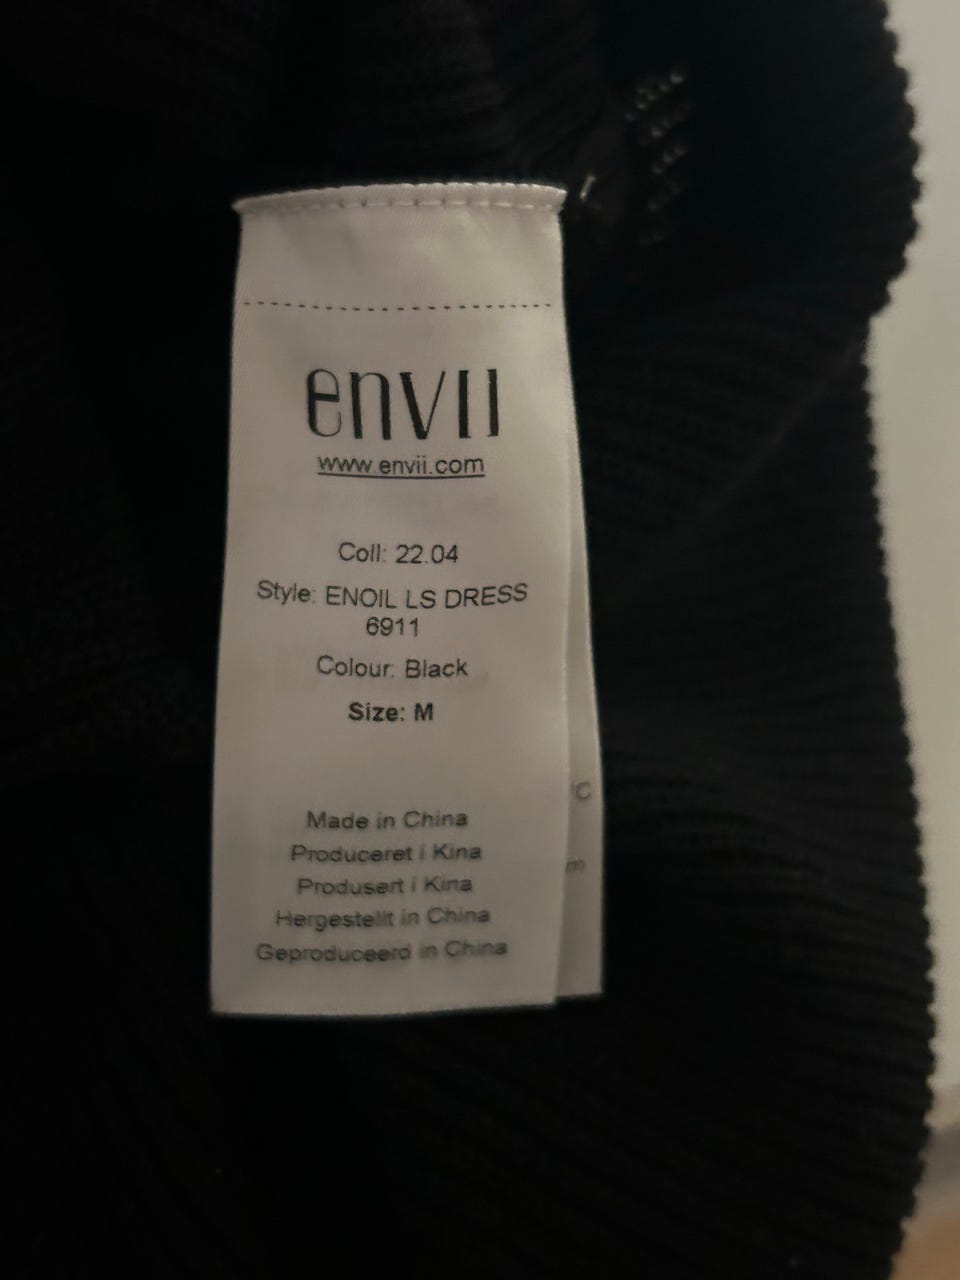 envii
www.envii.com
Coll: 22.04
Style: ENOIL LS DRESS
6911
Colour: Black
Size: M
Made in China
Produceret i Kina
Produsert i Kina
Hergestellt in China
Geproduceerd in China
°C
m